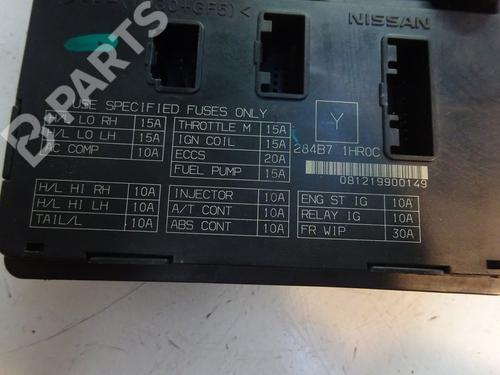 +GF5)<
NISSAN
B-PARTS
USE SPECIFIED FUSES ONLY
H/L LO RH 15A
H/L LO LH 15A
AC COMP 10A
THROTTLE M 15A
IGN COIL 15A
ECCS 20A
FUEL PUMP 15A
Y
284B7 1HR0C
081219900149
H/L HI RH 10A
H/L HI LH 10A
TAIL/L 10A
INJECTOR 10A
A/T CONT 10A
ABS CONT 10A
ENG ST IG 10A
RELAY IG 10A
FR WIP 30A